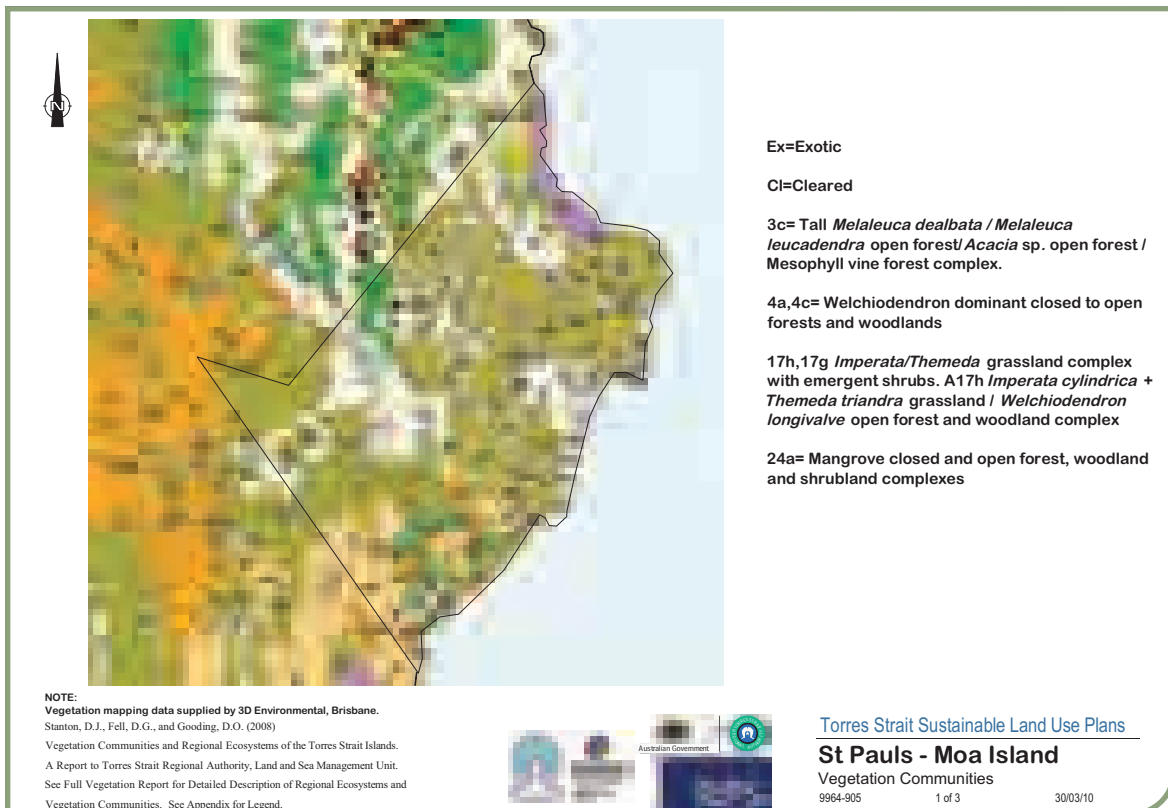 N
Ex=Exotic
Cl=Cleared
3c= Tall Melaleuca dealbata / Melaleuca
leucadendra open forest/ Acacia sp. open forest /
Mesophyll vine forest complex.
4a,4c= Welchiodendron dominant closed to open
forests and woodlands
17h,17g Imperata/Themeda grassland complex
with emergent shrubs. A17h Imperata cylindrica +
Themeda triandra grassland / Welchiodendron
longivalve open forest and woodland complex
24a= Mangrove closed and open forest, woodland
and shrubland complexes
NOTE:
Vegetation mapping data supplied by 3D Environmental, Brisbane.
Stanton, D.J., Fell, D.G., and Gooding, D.O. (2008)
Vegetation Communities and Regional Ecosystems of the Torres Strait Islands.
A Report to Torres Strait Regional Authority, Land and Sea Management Unit.
See Full Vegetation Report for Detailed Description of Regional Ecosystems and
Vegetation Communities. See Appendix for Legend.
Australian Government
Torres Strait Sustainable Land Use Plans
St Pauls - Moa Island
Vegetation Communities
9964-905 1 of 3 30/03/10